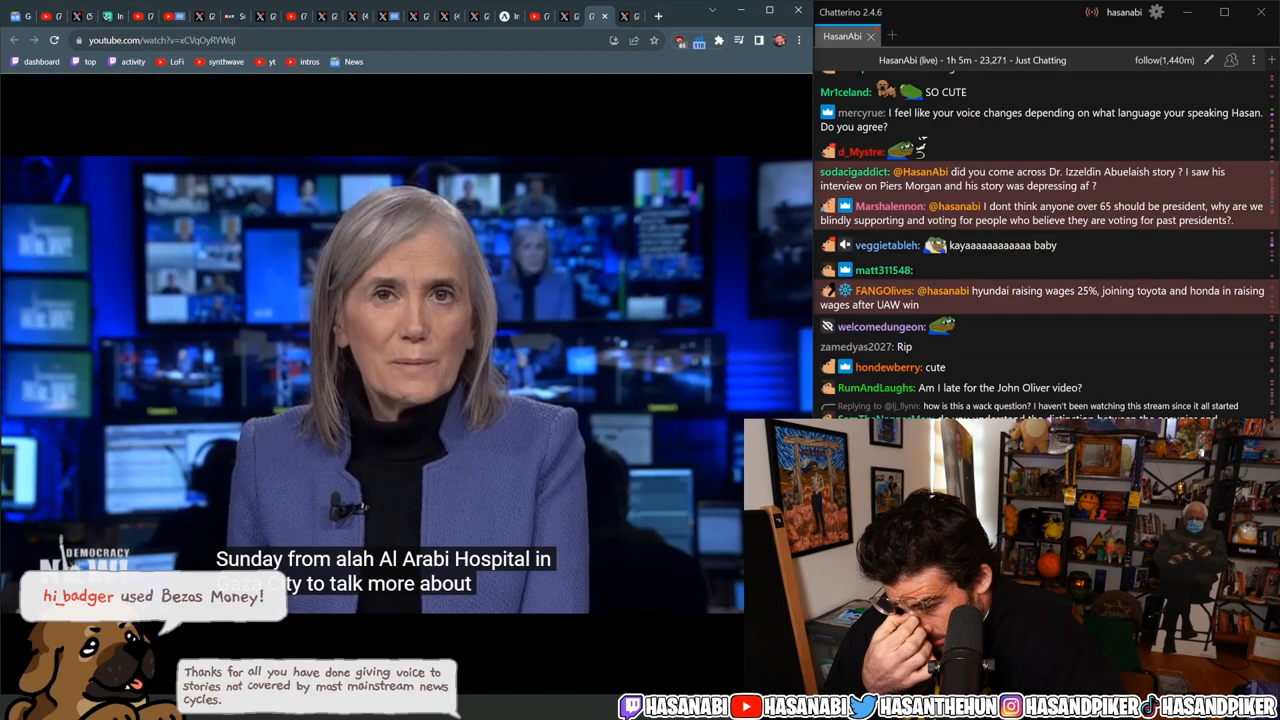 Chatterino 2.4.6
hasanabi
youtube.com/watch?v=xCVqOyRYWqI
HasanAbi
dashboard
top
activity
LoFi
synthwave
yt
intros
News
HasanAbi (live) - 1h 5m - 23,271 - Just Chatting
follow(1,440m)
Mr1celand: SO CUTE
mercyrue: I feel like your voice changes depending on what language your speaking Hasan.
Do you agree?
d_Mystre:
sodacigaddict: @HasanAbi did you come across Dr. Izzeldin Abuelaish story ? I saw his
interview on Piers Morgan and his story was depressing af ?
Marshalennon: @hasanabi I dont think anyone over 65 should be president, why are we
blindly supporting and voting for people who believe they are voting for past presidents?.
veggietableh: kayaaaaaaaaaaaa baby
matt311548:
FANGOlives: @hasanabi hyundai raising wages 25%, joining toyota and honda in raising
wages after UAW win
welcomedungeon:
zamedyas2027: Rip
hondewberry: cute
RumAndLaughs: Am I late for the John Oliver video?
Replying to @lj_flynn: how is this a wack question? I haven't been watching this stream since it all started
Sunday from alah Al Arabi Hospital in
Gaza City to talk more about
DEMOCRACY
hi_badger used Bezos Money!
Thanks for all you have done giving voice to
stories not covered by most mainstream news
cycles.
HASANABI
HASANABI
HASANTHEHUN
HASANDPIKER
HASANDPIKER